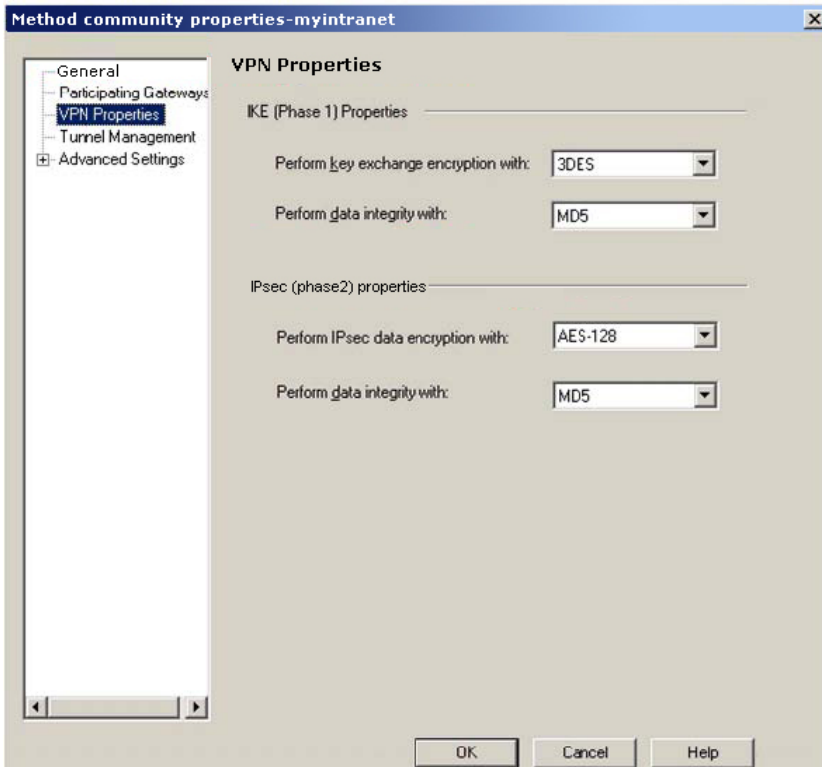 Method community properties-myintranet
General
Participating Gateways
VPN Properties
Tunnel Management
Advanced Settings
VPN Properties
IKE (Phase 1) Properties
Perform key exchange encryption with: 3DES
Perform data integrity with: MD5
IPsec (phase2) properties
Perform IPsec data encryption with: AES-128
Perform data integrity with: MD5
OK Cancel Help